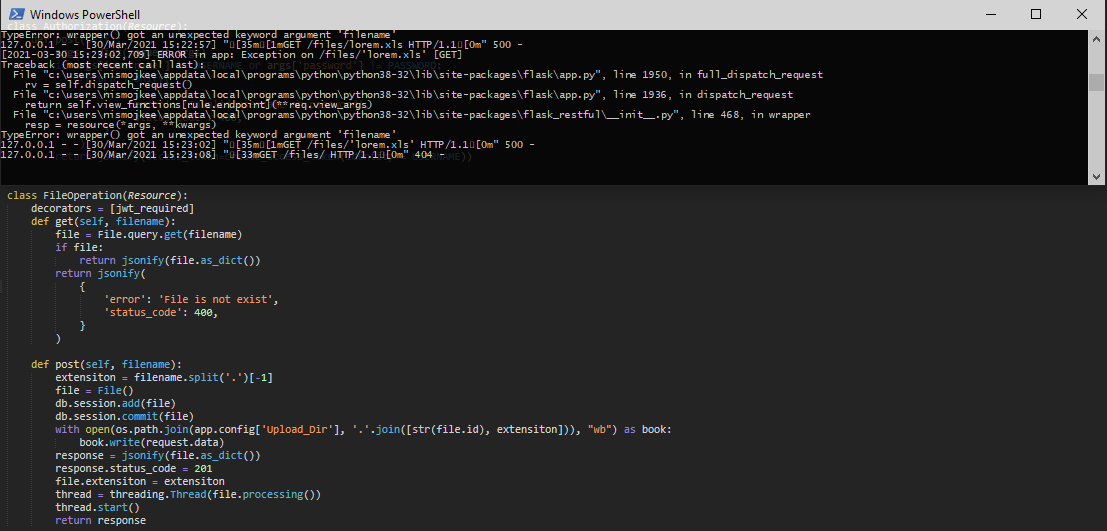 Windows PowerShell
class Authorization(Resource):
TypeError: wrapper() got an unexpected keyword argument 'filename'
127.0.0.1 - - [30/Mar/2021 15:22:57] "▯[35m▯[1mGET /files/lorem.xls HTTP/1.1▯[0m" 500 -
[2021-03-30 15:23:02,709] ERROR in app: Exception on /files/'lorem.xls' [GET]
Traceback (most recent call last):
  File "c:\users\nismojkee\appdata\local\programs\python\python38-32\lib\site-packages\flask\app.py", line 1950, in full_dispatch_request
    rv = self.dispatch_request()
  File "c:\users\nismojkee\appdata\local\programs\python\python38-32\lib\site-packages\flask\app.py", line 1936, in dispatch_request
    return self.view_functions[rule.endpoint](**req.view_args)
  File "c:\users\nismojkee\appdata\local\programs\python\python38-32\lib\site-packages\flask_restful\__init__.py", line 468, in wrapper
    resp = resource(*args, **kwargs)
TypeError: wrapper() got an unexpected keyword argument 'filename'
127.0.0.1 - - [30/Mar/2021 15:23:02] "▯[35m▯[1mGET /files/'lorem.xls' HTTP/1.1▯[0m" 500 -
127.0.0.1 - - [30/Mar/2021 15:23:08] "▯[33mGET /files/ HTTP/1.1▯[0m" 404 -
class FileOperation(Resource):
    decorators = [jwt_required]
    def get(self, filename):
        file = File.query.get(filename)
        if file:
            return jsonify(file.as_dict())
        return jsonify(
            {
                'error': 'File is not exist',
                'status_code': 400,
            }
        )
    def post(self, filename):
        extensiton = filename.split('.')[-1]
        file = File()
        db.session.add(file)
        db.session.commit(file)
        with open(os.path.join(app.config['Upload_Dir'], '.'.join([str(file.id), extensiton])), "wb") as book:
            book.write(request.data)
        response = jsonify(file.as_dict())
        response.status_code = 201
        file.extensiton = extensiton
        thread = threading.Thread(file.processing())
        thread.start()
        return response